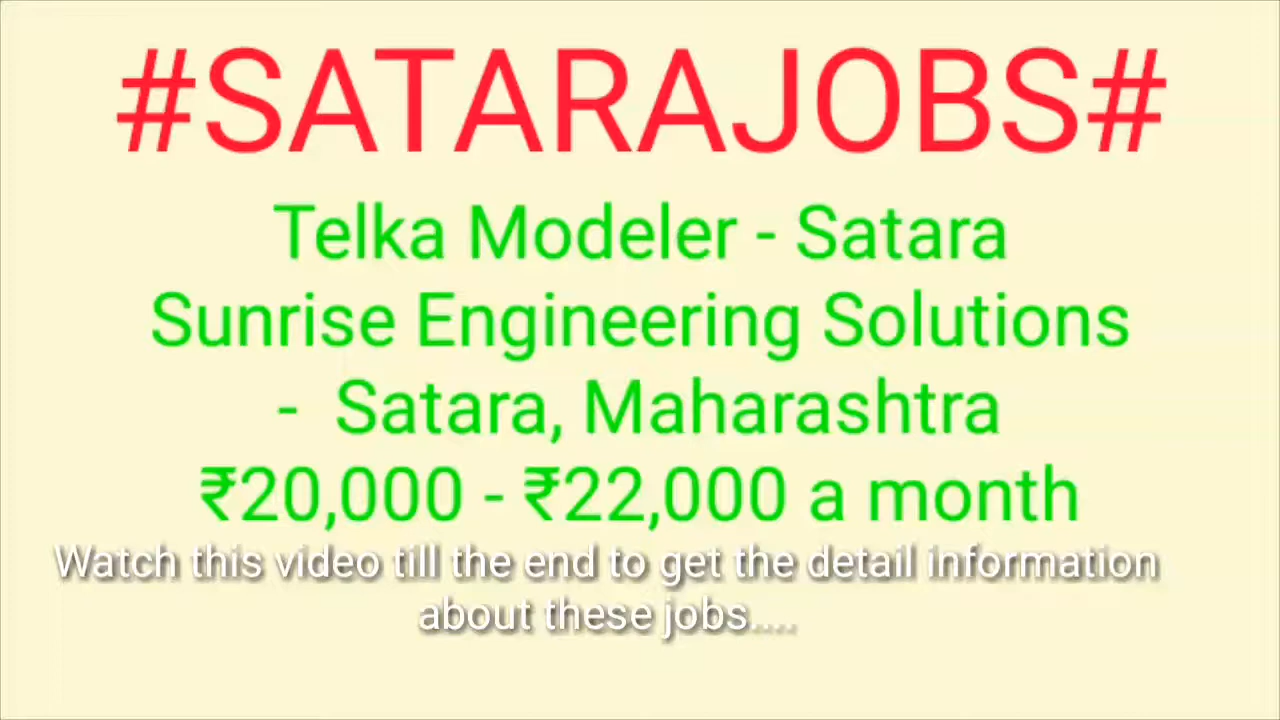 #SATARAJOBS#
Telka Modeler - Satara
Sunrise Engineering Solutions
- Satara, Maharashtra
₹20,000 - ₹22,000 a month
Watch this video till the end to get the detail information
about these jobs....